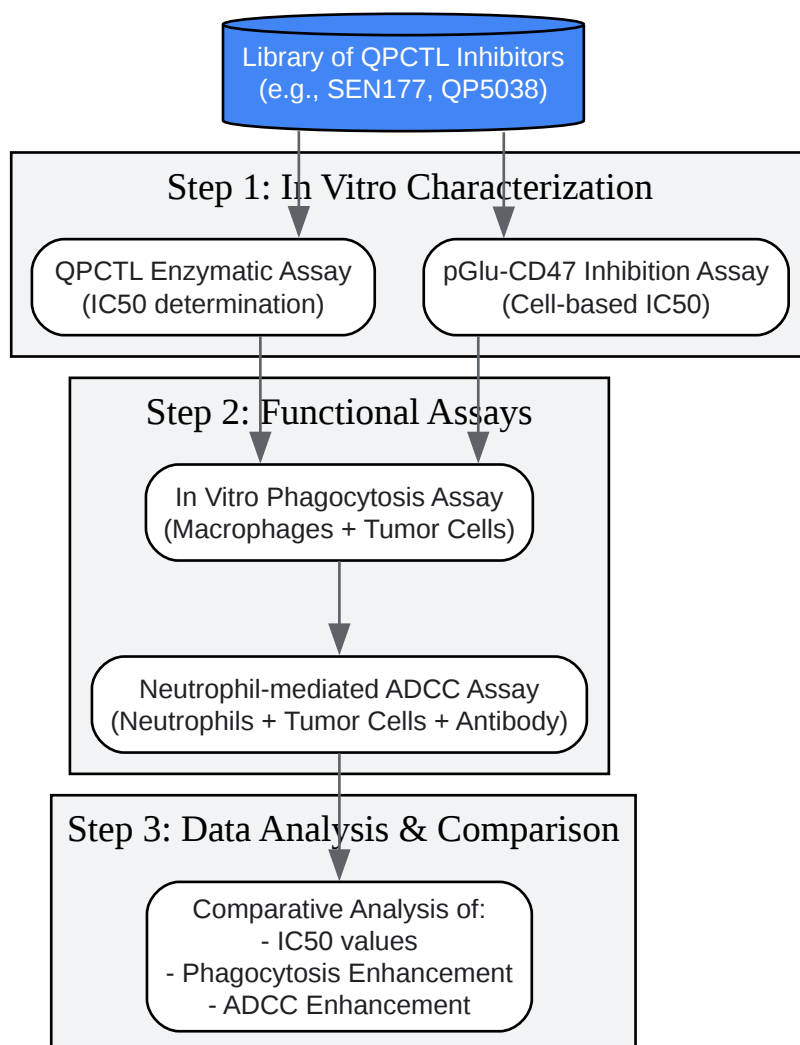 Library of QPCTL Inhibitors
(e.g., SEN177, QP5038)
Step 1: In Vitro Characterization
QPCTL Enzymatic Assay
(IC50 determination)
pGlu-CD47 Inhibition Assay
(Cell-based IC50)
Step 2: Functional Assays
In Vitro Phagocytosis Assay
(Macrophages + Tumor Cells)
Neutrophil-mediated ADCC Assay
(Neutrophils + Tumor Cells + Antibody)
Step 3: Data Analysis & Comparison
Comparative Analysis of:
- IC50 values
- Phagocytosis Enhancement
- ADCC Enhancement